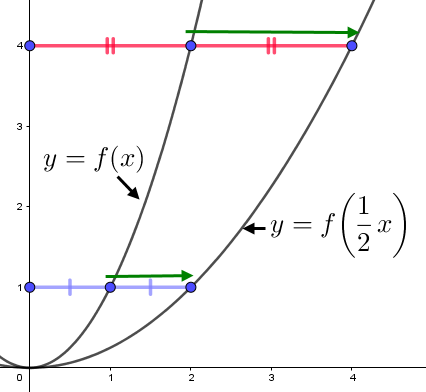 4
3
y = f(x)
2
y = f(1/2 x)
1
0 1 2 3 4